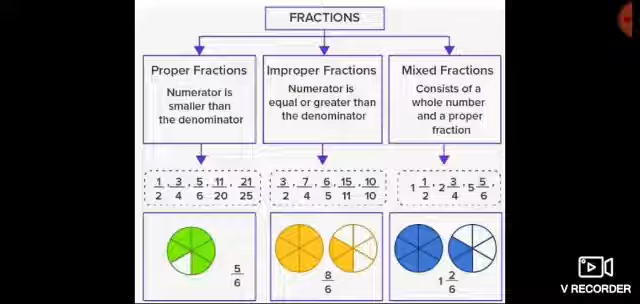 FRACTIONS
Proper Fractions
Numerator is
smaller than
the denominator
Improper Fractions
Numerator is
equal or greater than
the denominator
Mixed Fractions
Consists of a
whole number
and a proper
fraction
1/2, 3/4, 5/6, 11/20, 21/25
3/2, 7/4, 6/5, 15/11, 10/10
1 1/2, 2 3/4, 5 5/6,
5/6
8/6
1 2/6
V RECORDER